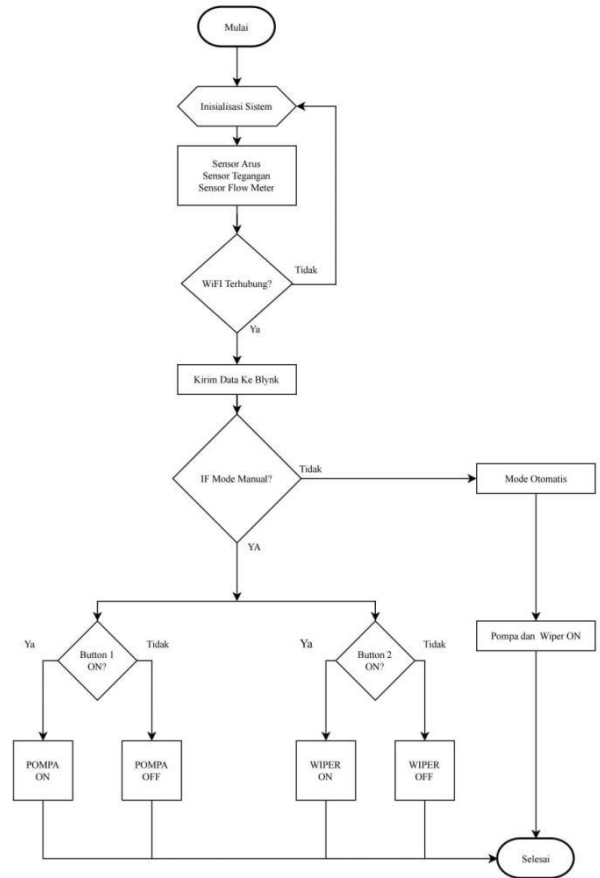 Mulai
Inisialisasi Sistem
Sensor Arus
Sensor Tegangan
Sensor Flow Meter
WiFI Terhubung?
Tidak
Ya
Kirim Data Ke Blynk
IF Mode Manual?
Tidak
Mode Otomatis
YA
Ya
Button 1
ON?
Tidak
Ya
Button 2
ON?
Tidak
Pompa dan Wiper ON
POMPA
ON
POMPA
OFF
WIPER
ON
WIPER
OFF
Selesai